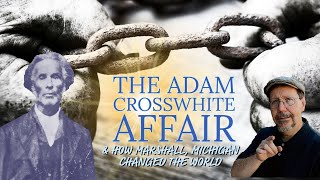 THE ADAM
CROSSWHITE
AFFAIR
& HOW MARSHALL, MICHIGAN
CHANGED THE WORLD